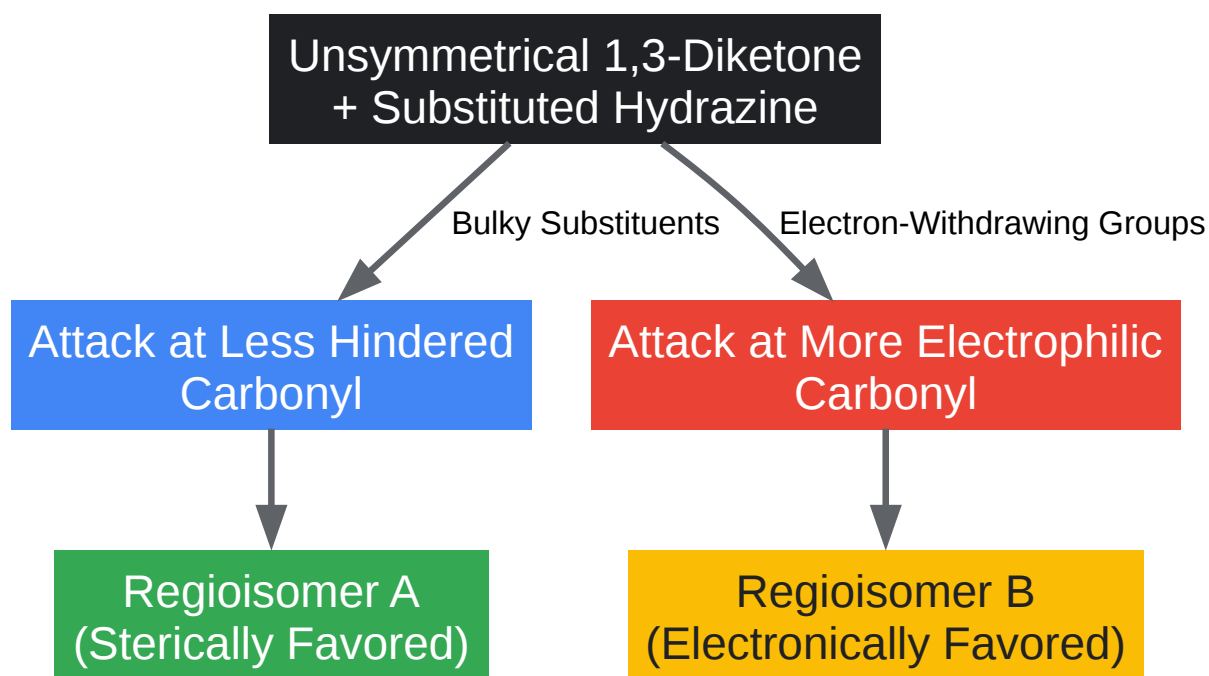 Unsymmetrical 1,3-Diketone
+ Substituted Hydrazine
Bulky Substituents
Electron-Withdrawing Groups
Attack at Less Hindered
Carbonyl
Attack at More Electrophilic
Carbonyl
Regioisomer A
(Sterically Favored)
Regioisomer B
(Electronically Favored)